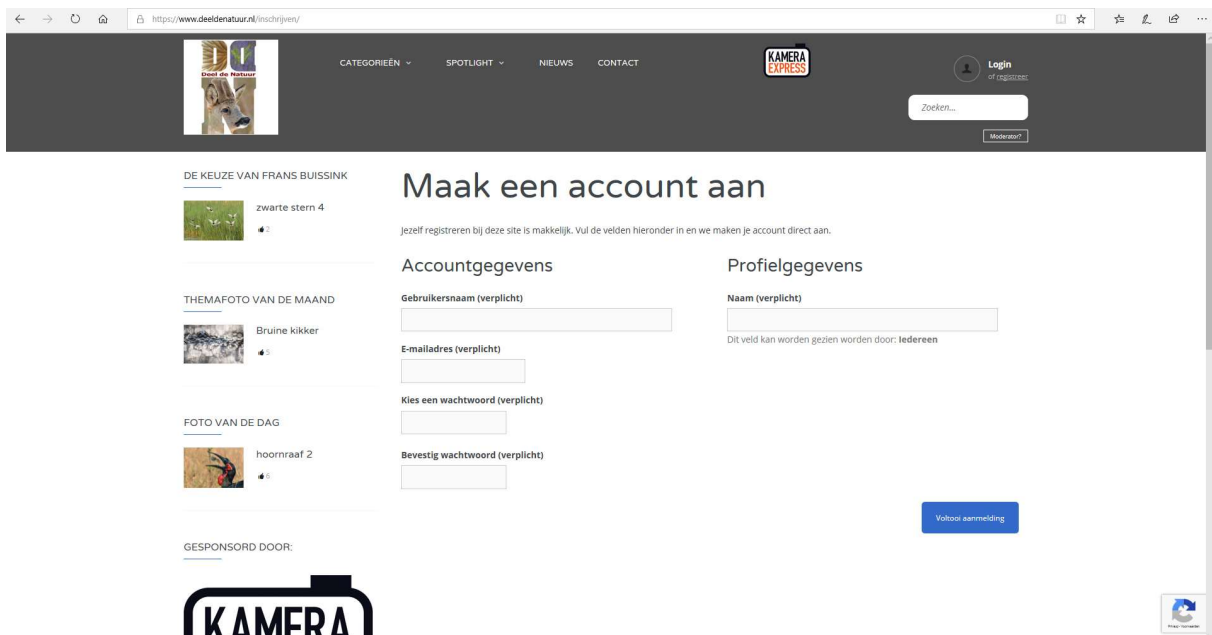 https://www.deeldenatuur.nl/inschrijven/
Deel de Natuur
CATEGORIEËN
SPOTLIGHT
NIEUWS
CONTACT
KAMERA
EXPRESS
Login
of registreer
Zoeken...
Moderator?
DE KEUZE VAN FRANS BUISSINK
zwarte stern 4
2
THEMAFOTO VAN DE MAAND
Bruine kikker
5
FOTO VAN DE DAG
hoornraaf 2
6
GESPONSORD DOOR:
KAMERA
Maak een account aan
Jezelf registreren bij deze site is makkelijk. Vul de velden hieronder in en we maken je account direct aan.
Accountgegevens
Gebruikersnaam (verplicht)
E-mailadres (verplicht)
Kies een wachtwoord (verplicht)
Bevestig wachtwoord (verplicht)
Profielgegevens
Naam (verplicht)
Dit veld kan worden gezien worden door: Iedereen
Voltooi aanmelding